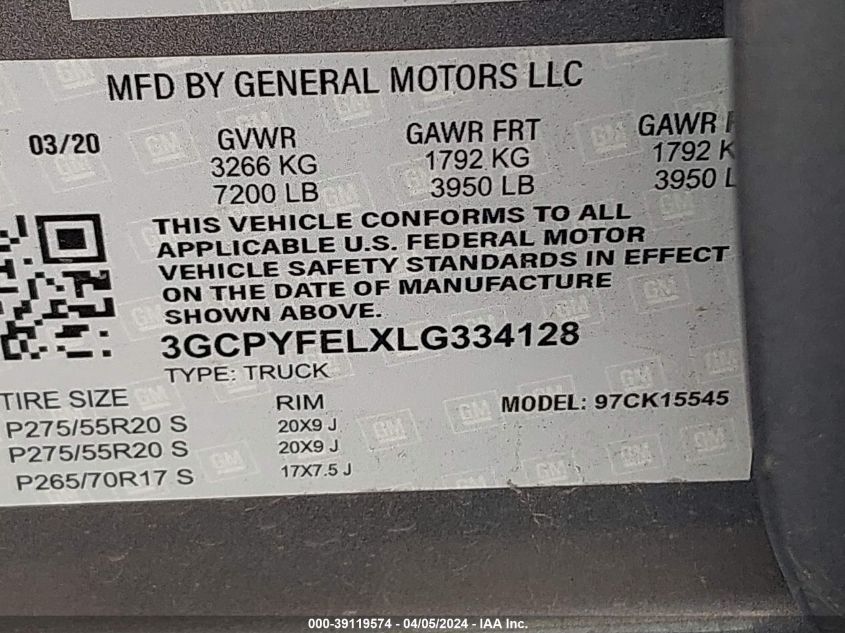 MFD BY GENERAL MOTORS LLC
03/20 GVWR GAWR FRT GAWR
3266 KG 1792 KG 1792 K
7200 LB 3950 LB 3950 L
THIS VEHICLE CONFORMS TO ALL
APPLICABLE U.S. FEDERAL MOTOR
VEHICLE SAFETY STANDARDS IN EFFECT
ON THE DATE OF MANUFACTURE
SHOWN ABOVE.
3GCPYFELXLG334128
TYPE: TRUCK
TIRE SIZE RIM MODEL: 97CK15545
P275/55R20 S 20X9 J
P275/55R20 S 20X9 J
P265/70R17 S 17X7.5 J
000-39119574 - 04/05/2024 - IAA Inc.